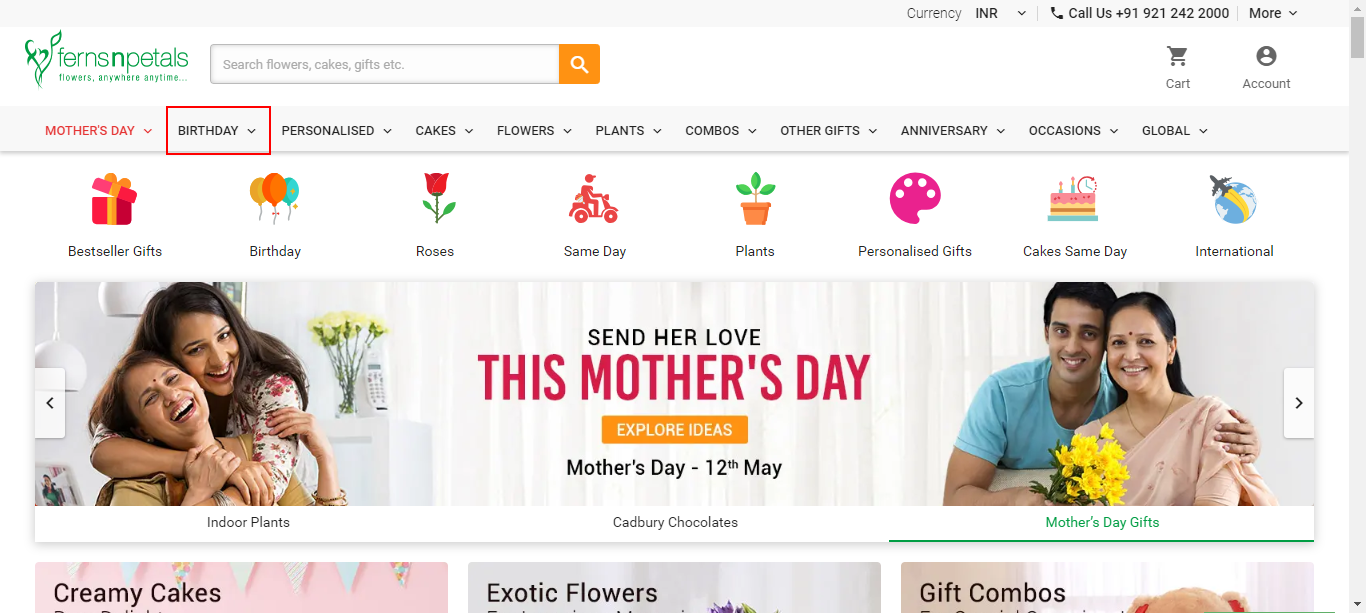 Currency INR Call Us +91 921 242 2000 More
fernsnpetals
flowers, anywhere anytime...
Search flowers, cakes, gifts etc.
Cart Account
MOTHER'S DAY BIRTHDAY PERSONALISED CAKES FLOWERS PLANTS COMBOS OTHER GIFTS ANNIVERSARY OCCASIONS GLOBAL
Bestseller Gifts Birthday Roses Same Day Plants Personalised Gifts Cakes Same Day International
SEND HER LOVE
THIS MOTHER'S DAY
EXPLORE IDEAS
Mother's Day - 12th May
Indoor Plants Cadbury Chocolates Mother's Day Gifts
Creamy Cakes Exotic Flowers Gift Combos